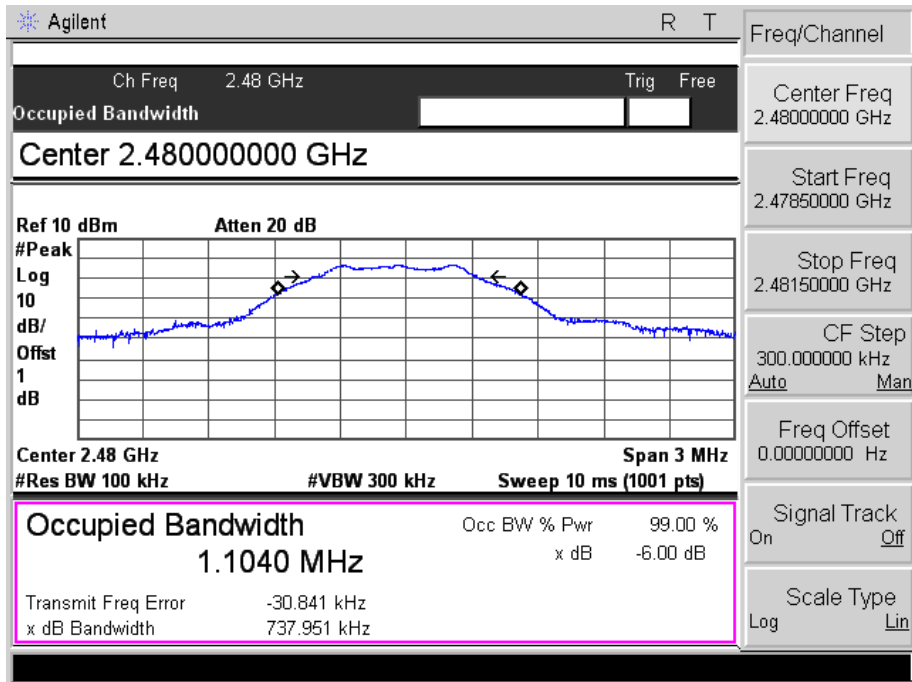 Agilent R T
Ch Freq 2.48 GHz Trig Free
Occupied Bandwidth
Center 2.480000000 GHz
Ref 10 dBm Atten 20 dB
#Peak
Log
10
dB/
Offst
1
dB
Center 2.48 GHz Span 3 MHz
#Res BW 100 kHz #VBW 300 kHz Sweep 10 ms (1001 pts)
Occupied Bandwidth Occ BW % Pwr 99.00 %
1.1040 MHz x dB -6.00 dB
Transmit Freq Error -30.841 kHz
x dB Bandwidth 737.951 kHz
Freq/Channel
Center Freq
2.48000000 GHz
Start Freq
2.47850000 GHz
Stop Freq
2.48150000 GHz
CF Step
300.000000 kHz
Auto Man
Freq Offset
0.00000000 Hz
Signal Track
On Off
Scale Type
Log Lin